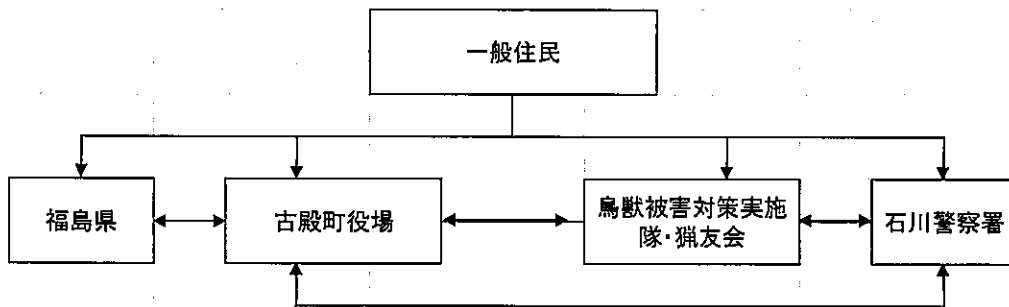 一般住民
福島県
古殿町役場
鳥獣被害対策実施
隊・猟友会
石川警察署